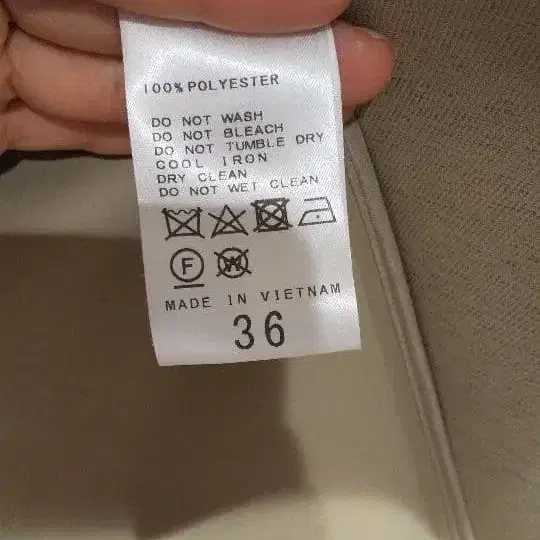 100% POLYESTER
DO NOT WASH
DO NOT BLEACH
DO NOT TUMBLE DRY
COOL IRON
DRY CLEAN
DO NOT WET CLEAN
F W
MADE IN VIETNAM
36